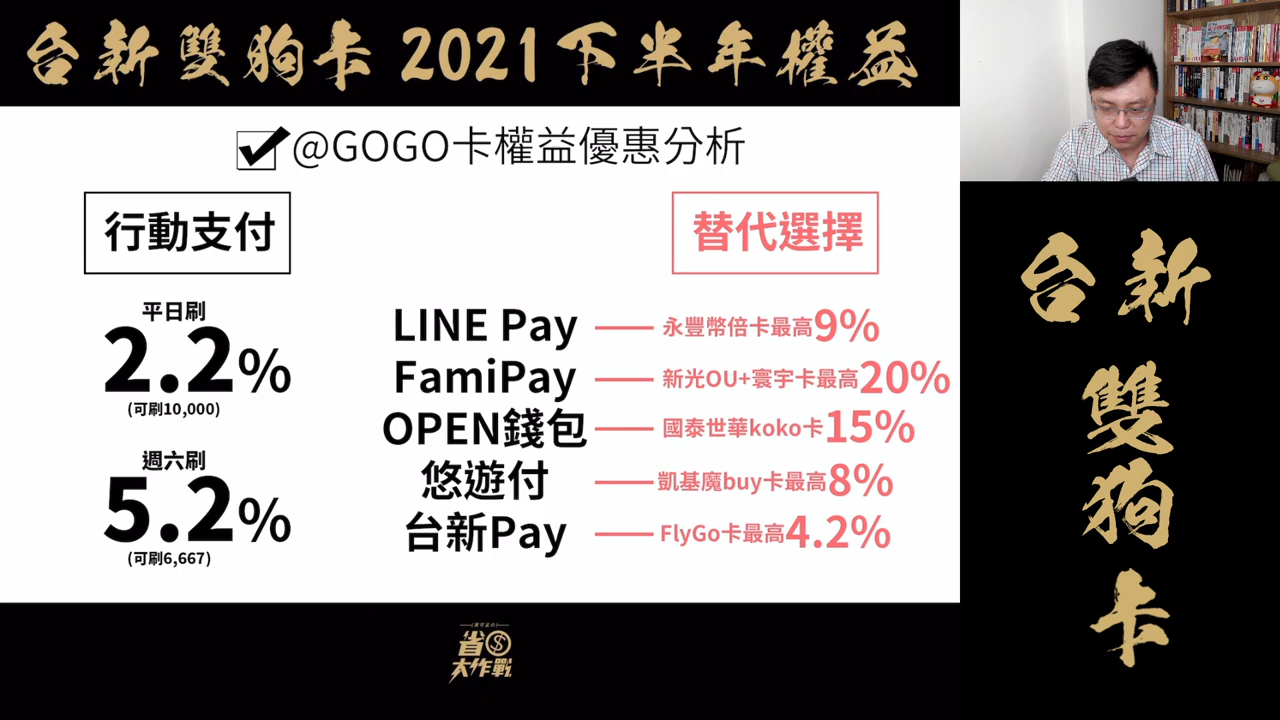 台新雙狗卡 2021下半年權益
@GOGO卡權益優惠分析
行動支付
替代選擇
平日刷
2.2%
(可刷10,000)
週六刷
5.2%
(可刷6,667)
LINE Pay 永豐幣倍卡最高9%
FamiPay 新光OU+寰宇卡最高20%
OPEN錢包 國泰世華koko卡15%
悠遊付 凱基魔buy卡最高8%
台新Pay FlyGo卡最高4.2%
省
大作戰
台新
雙
狗
卡